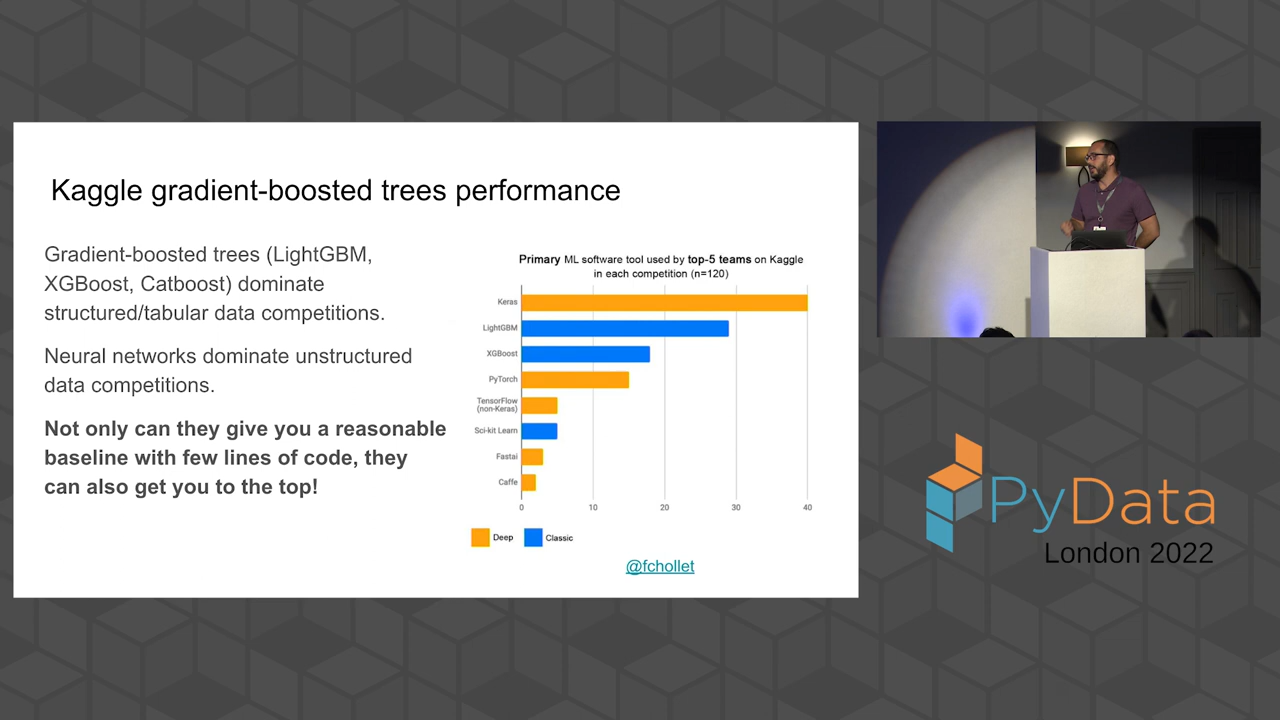 Kaggle gradient-boosted trees performance
Gradient-boosted trees (LightGBM,
XGBoost, Catboost) dominate
structured/tabular data competitions.
Neural networks dominate unstructured
data competitions.
Not only can they give you a reasonable
baseline with few lines of code, they
can also get you to the top!
Primary ML software tool used by top-5 teams on Kaggle
in each competition (n=120)
Keras
LightGBM
XGBoost
PyTorch
TensorFlow
(non-Keras)
Sci-kit Learn
Fastai
Caffe
0 10 20 30 40
Deep Classic
@fchollet
PyData
London 2022